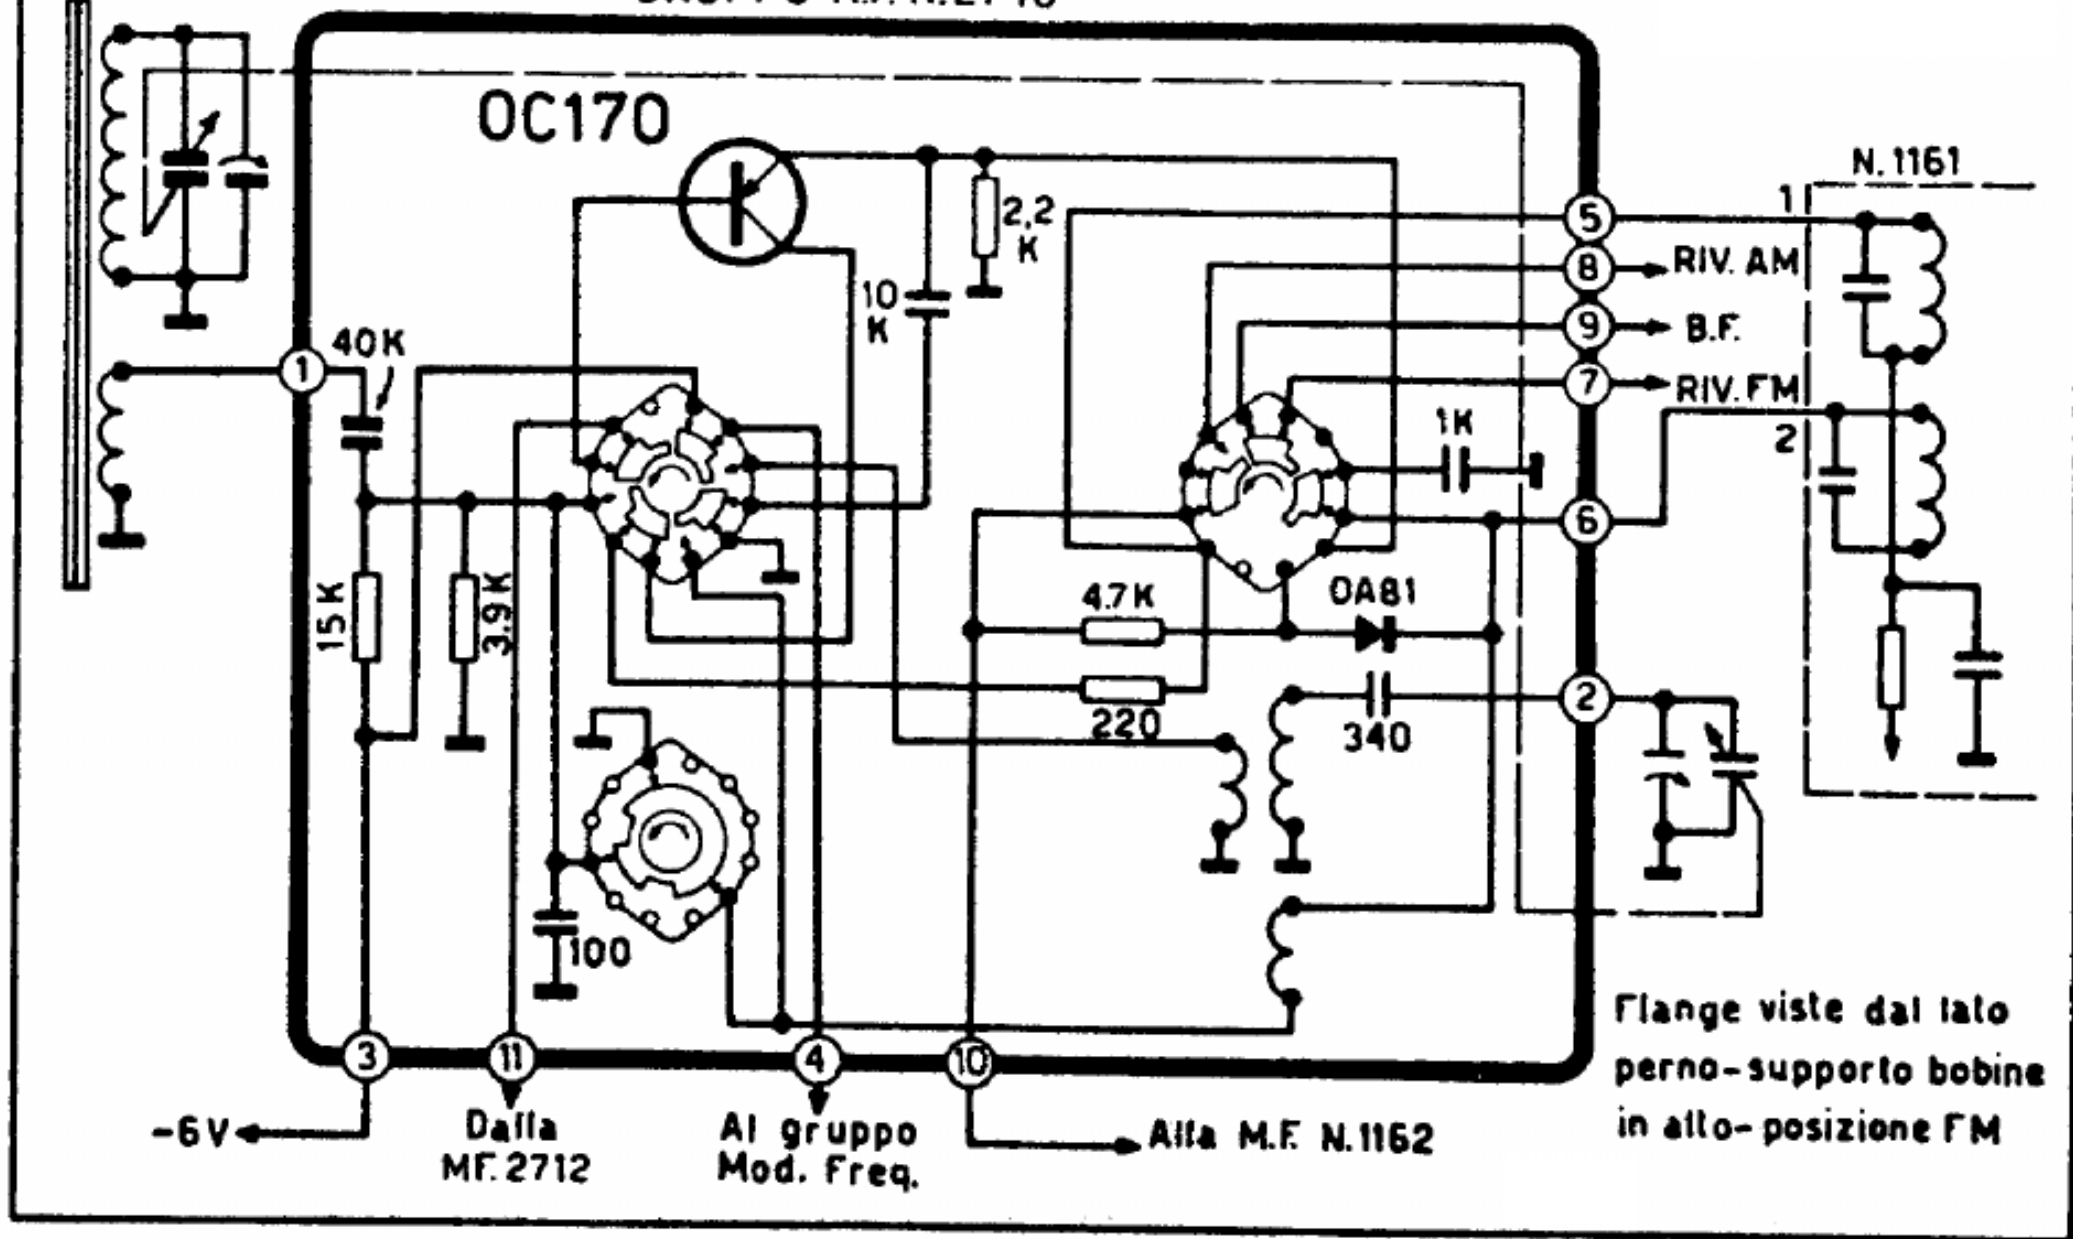 OC170
N.1161
1
5
2,2
K
RIV. AM
8
10
K
9
B.F.
40K
1
7
RIV. FM
1K
2
6
15K
3.9K
4.7K
OA81
220
340
2
100
Flange viste dal lato
perno-supporto bobine
in alto-posizione FM
3
11
4
10
-6V
Dalla
MF. 2712
Al gruppo
Mod. Freq.
Alla M.F. N.1162